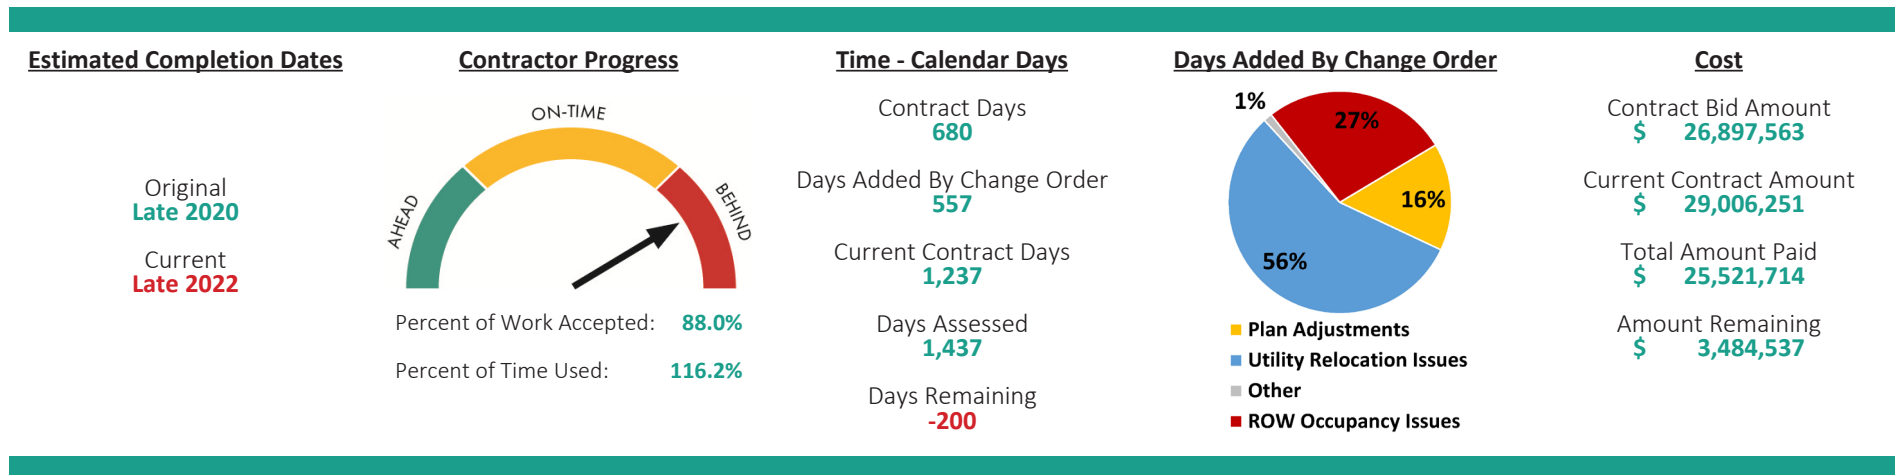 Estimated Completion Dates
Original
Late 2020
Current
Late 2022
Contractor Progress
AHEAD
ON-TIME
BEHIND
Percent of Work Accepted: 88.0%
Percent of Time Used: 116.2%
Time - Calendar Days
Contract Days
680
Days Added By Change Order
557
Current Contract Days
1,237
Days Assessed
1,437
Days Remaining
-200
Days Added By Change Order
1%
27%
16%
56%
Plan Adjustments
Utility Relocation Issues
Other
ROW Occupancy Issues
Cost
Contract Bid Amount
$ 26,897,563
Current Contract Amount
$ 29,006,251
Total Amount Paid
$ 25,521,714
Amount Remaining
$ 3,484,537